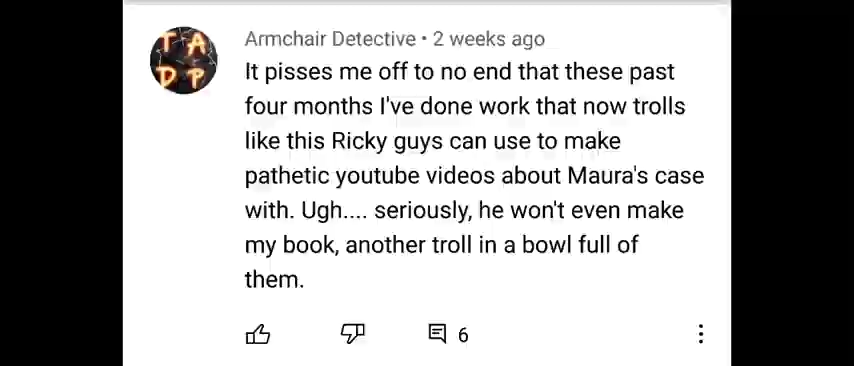 T A
D P
Armchair Detective • 2 weeks ago
It pisses me off to no end that these past
four months I've done work that now trolls
like this Ricky guys can use to make
pathetic youtube videos about Maura's case
with. Ugh.... seriously, he won't even make
my book, another troll in a bowl full of
them.
6